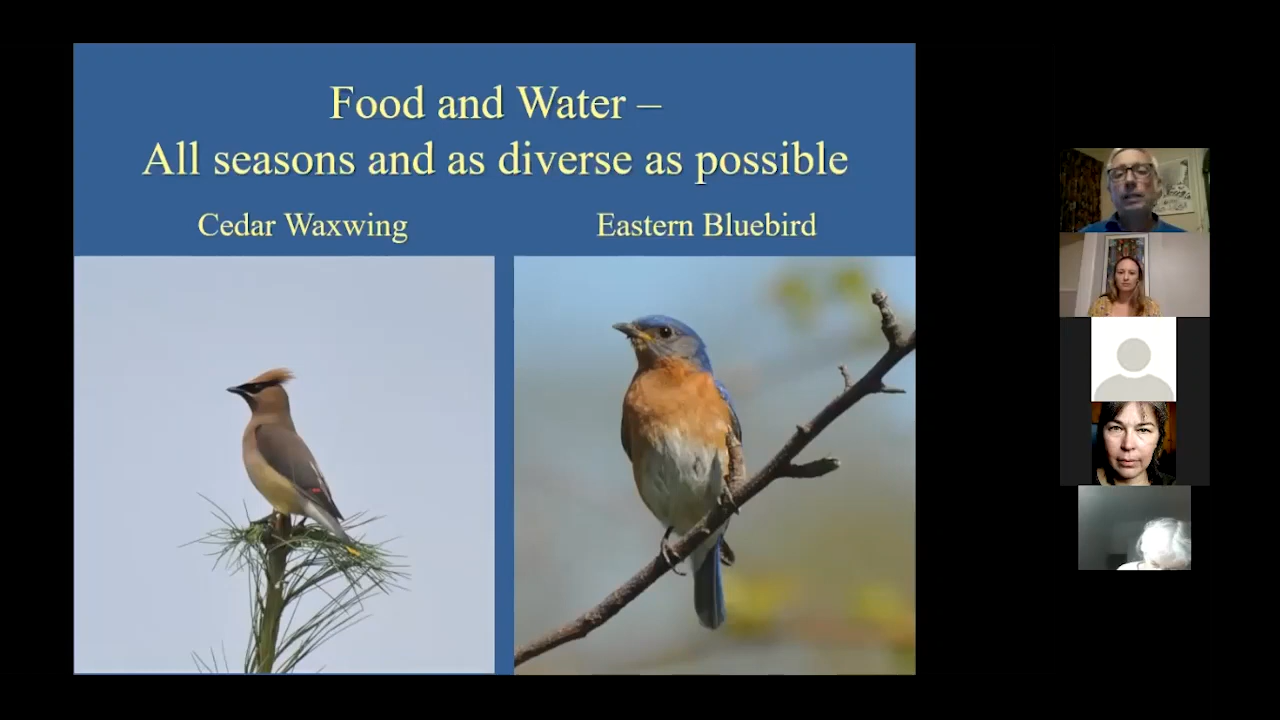 Food and Water –
All seasons and as diverse as possible
Cedar Waxwing
Eastern Bluebird